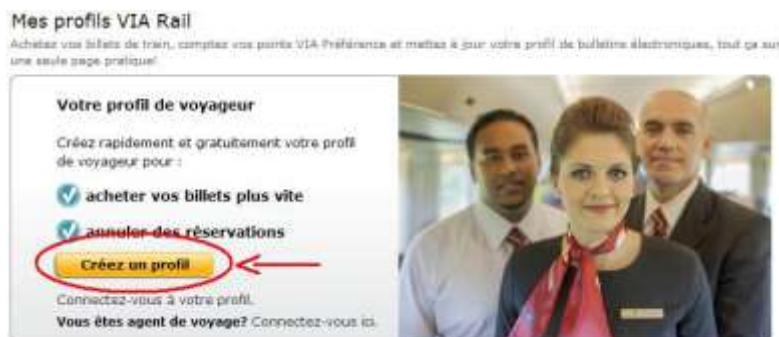 Mes profils VIA Rail
Achetez vos billets de train, comptez vos points VIA Préférence et mettez à jour votre profil de bulletins électroniques, tout ça sur
une seule page pratique!
Votre profil de voyageur
Créez rapidement et gratuitement votre profil
de voyageur pour :
acheter vos billets plus vite
annuler des réservations
Créez un profil
Connectez-vous à votre profil.
Vous êtes agent de voyage? Connectez-vous ici.